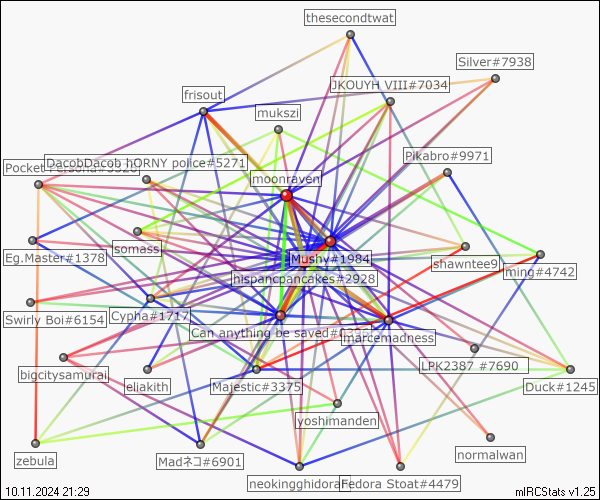 thesecondtwat
Silver#7938
JKOUYH VIII#7034
frisout
mukszi
Pikabro#9971
DacobDacob hORNY police#5271
Pocket
moonraven
Eg.Master#1378
somass
Mushy#1984
shawntee9
ming#4742
hispancpancakes#2928
Swirly Boi#6154
Cypha#1717
Can anything be saved
marcemadness
bigcitysamurai
eliakith
Majestic#3375
LPK2387 #7690
Duck#1245
yoshimanden
zebula
Madネコ#6901
normalwan
neokingghidorah
Fedora Stoat#4479
10.11.2024 21:29
mIRCStats v1.25